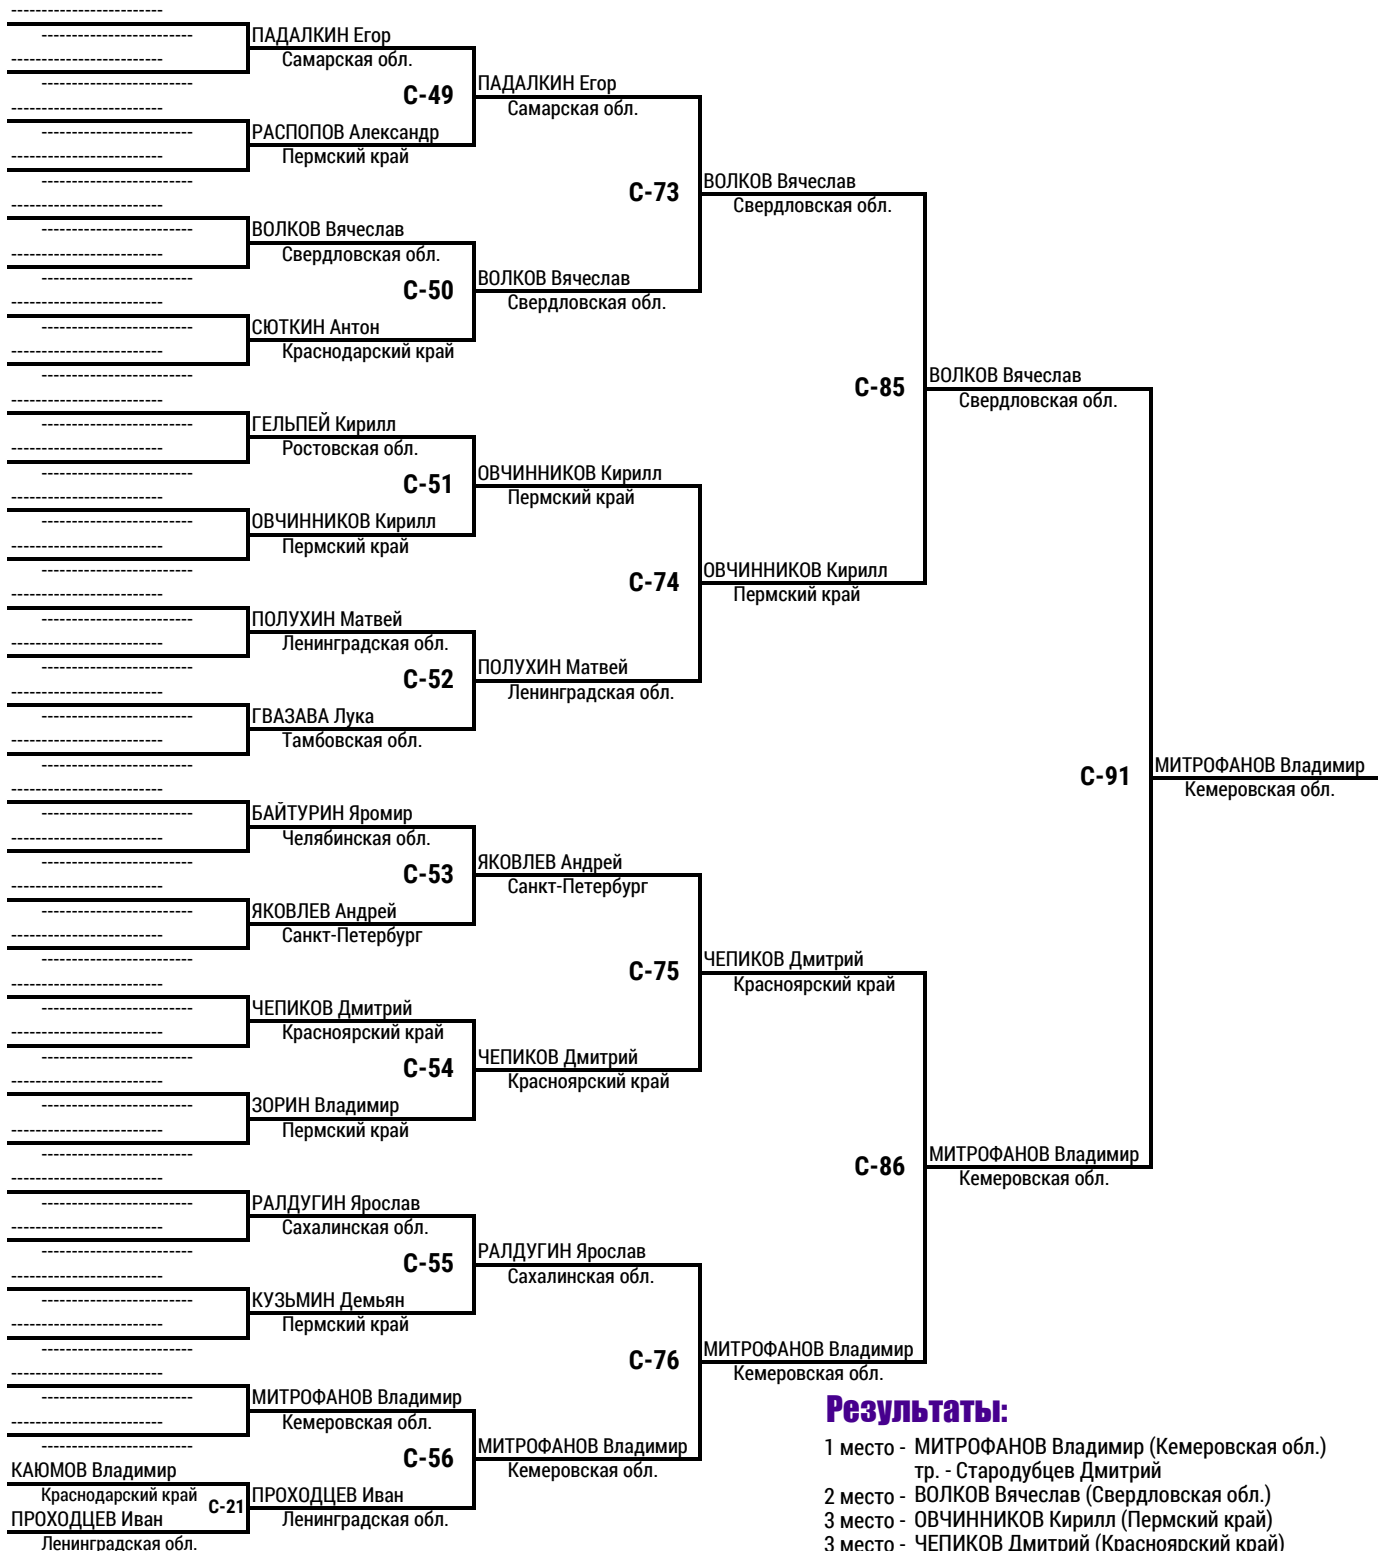 ПАДАЛКИН Егор
Самарская обл.
С-49
ПАДАЛКИН Егор
Самарская обл.
РАСПОПОВ Александр
Пермский край
С-73
ВОЛКОВ Вячеслав
Свердловская обл.
ВОЛКОВ Вячеслав
Свердловская обл.
С-50
ВОЛКОВ Вячеслав
Свердловская обл.
СЮТКИН Антон
Краснодарский край
С-85
ВОЛКОВ Вячеслав
Свердловская обл.
ГЕЛЬПЕЙ Кирилл
Ростовская обл.
С-51
ОВЧИННИКОВ Кирилл
Пермский край
ОВЧИННИКОВ Кирилл
Пермский край
С-74
ОВЧИННИКОВ Кирилл
Пермский край
ПОЛУХИН Матвей
Ленинградская обл.
С-52
ПОЛУХИН Матвей
Ленинградская обл.
ГВАЗАВА Лука
Тамбовская обл.
С-91
МИТРОФАНОВ Владимир
Кемеровская обл.
БАЙТУРИН Яромир
Челябинская обл.
С-53
ЯКОВЛЕВ Андрей
Санкт-Петербург
ЯКОВЛЕВ Андрей
Санкт-Петербург
С-75
ЧЕПИКОВ Дмитрий
Красноярский край
ЧЕПИКОВ Дмитрий
Красноярский край
С-54
ЧЕПИКОВ Дмитрий
Красноярский край
ЗОРИН Владимир
Пермский край
С-86
МИТРОФАНОВ Владимир
Кемеровская обл.
РАЛДУГИН Ярослав
Сахалинская обл.
С-55
РАЛДУГИН Ярослав
Сахалинская обл.
КУЗЬМИН Демьян
Пермский край
С-76
МИТРОФАНОВ Владимир
Кемеровская обл.
МИТРОФАНОВ Владимир
Кемеровская обл.
С-56
МИТРОФАНОВ Владимир
Кемеровская обл.
КАЮМОВ Владимир
Краснодарский край
С-21
ПРОХОДЦЕВ Иван
Ленинградская обл.
ПРОХОДЦЕВ Иван
Ленинградская обл.
Результаты:
1 место - МИТРОФАНОВ Владимир (Кемеровская обл.)
тр. - Стародубцев Дмитрий
2 место - ВОЛКОВ Вячеслав (Свердловская обл.)
3 место - ОВЧИННИКОВ Кирилл (Пермский край)
3 место - ЧЕПИКОВ Дмитрий (Красноярский край)